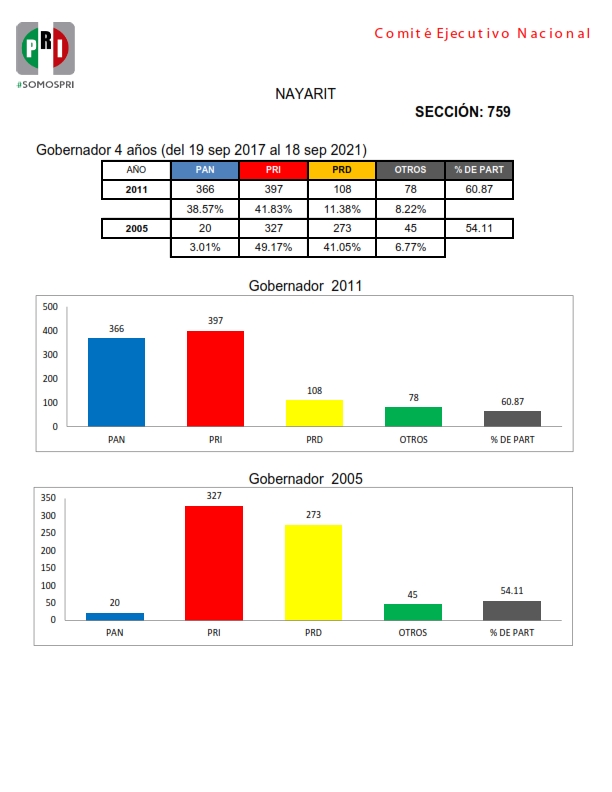 Comité Ejecutivo Nacional
PRI
#SOMOSPRI
NAYARIT
SECCIÓN: 759
Gobernador 4 años (del 19 sep 2017 al 18 sep 2021)
AÑO PAN PRI PRD OTROS % DE PART
2011 366 397 108 78 60.87
38.57% 41.83% 11.38% 8.22%
2005 20 327 273 45 54.11
3.01% 49.17% 41.05% 6.77%
Gobernador 2011
500
400
300
200
100
0
366 397 108 78 60.87
PAN PRI PRD OTROS % DE PART
Gobernador 2005
350
300
250
200
150
100
50
0
20 327 273 45 54.11
PAN PRI PRD OTROS % DE PART